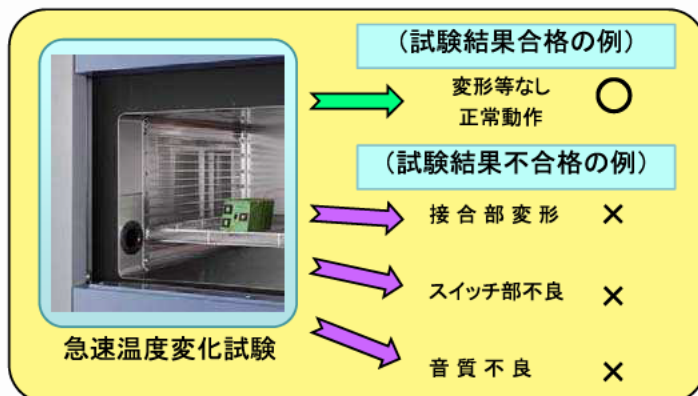 （試験結果合格の例）
変形等なし
正常動作
○
（試験結果不合格の例）
接合部変形 ×
スイッチ部不良 ×
音質不良 ×
急速温度変化試験